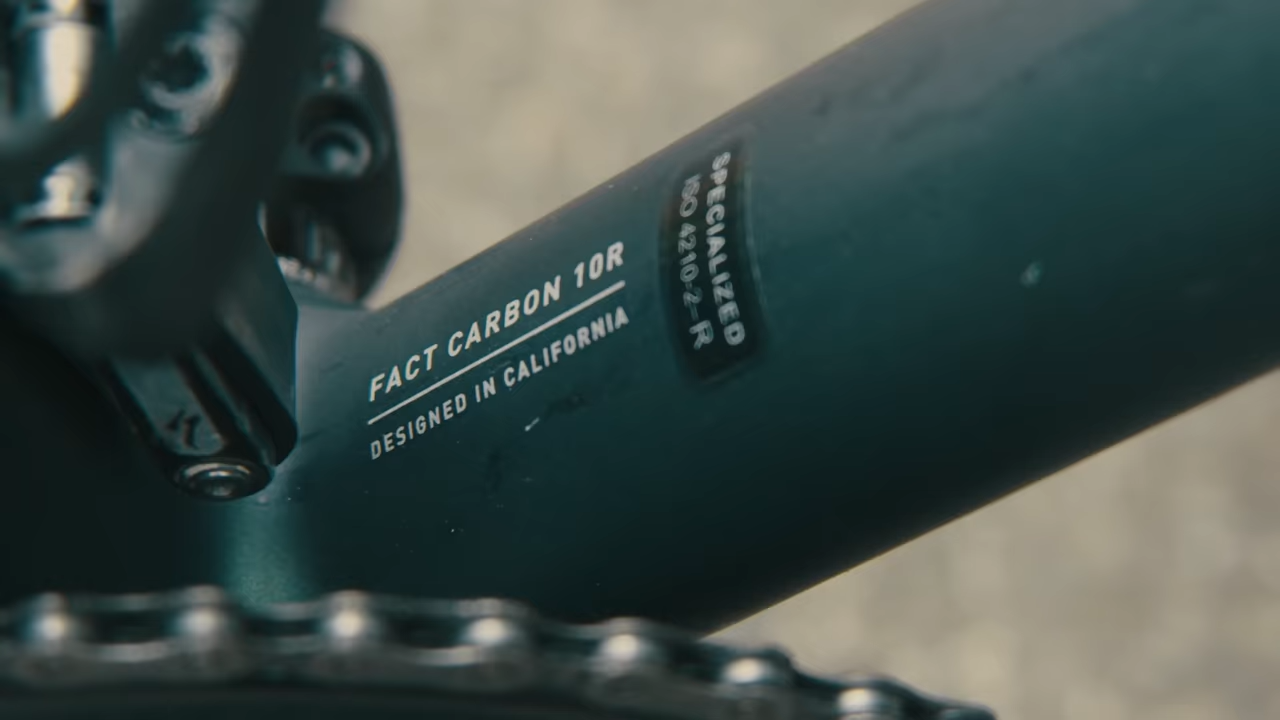 FACT CARBON 10R
DESIGNED IN CALIFORNIA
SPECIALIZED
ISO 4210-2-R